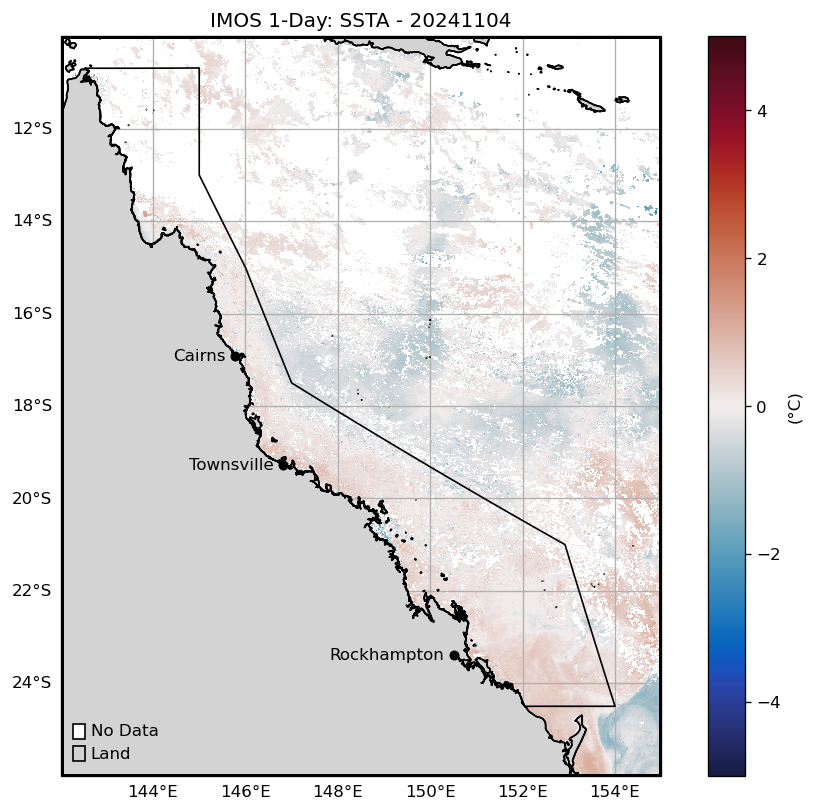 IMOS 1-Day: SSTA - 20241104
12°S
14°S
16°S
18°S
20°S
22°S
24°S
Cairns
Townsville
Rockhampton
No Data
Land
144°E 146°E 148°E 150°E 152°E 154°E
4
2
0
−2
−4
(°C)